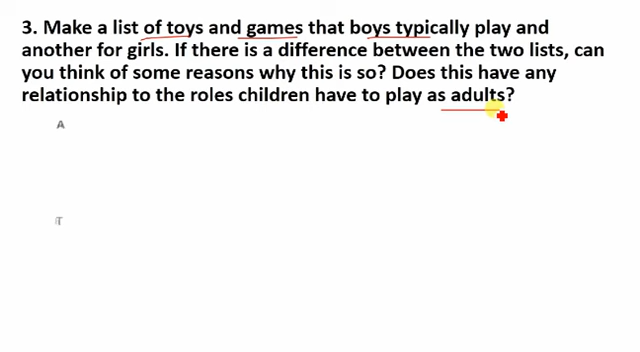 3. Make a list of toys and games that boys typically play and
another for girls. If there is a difference between the two lists, can
you think of some reasons why this is so? Does this have any
relationship to the roles children have to play as adults?
A
T